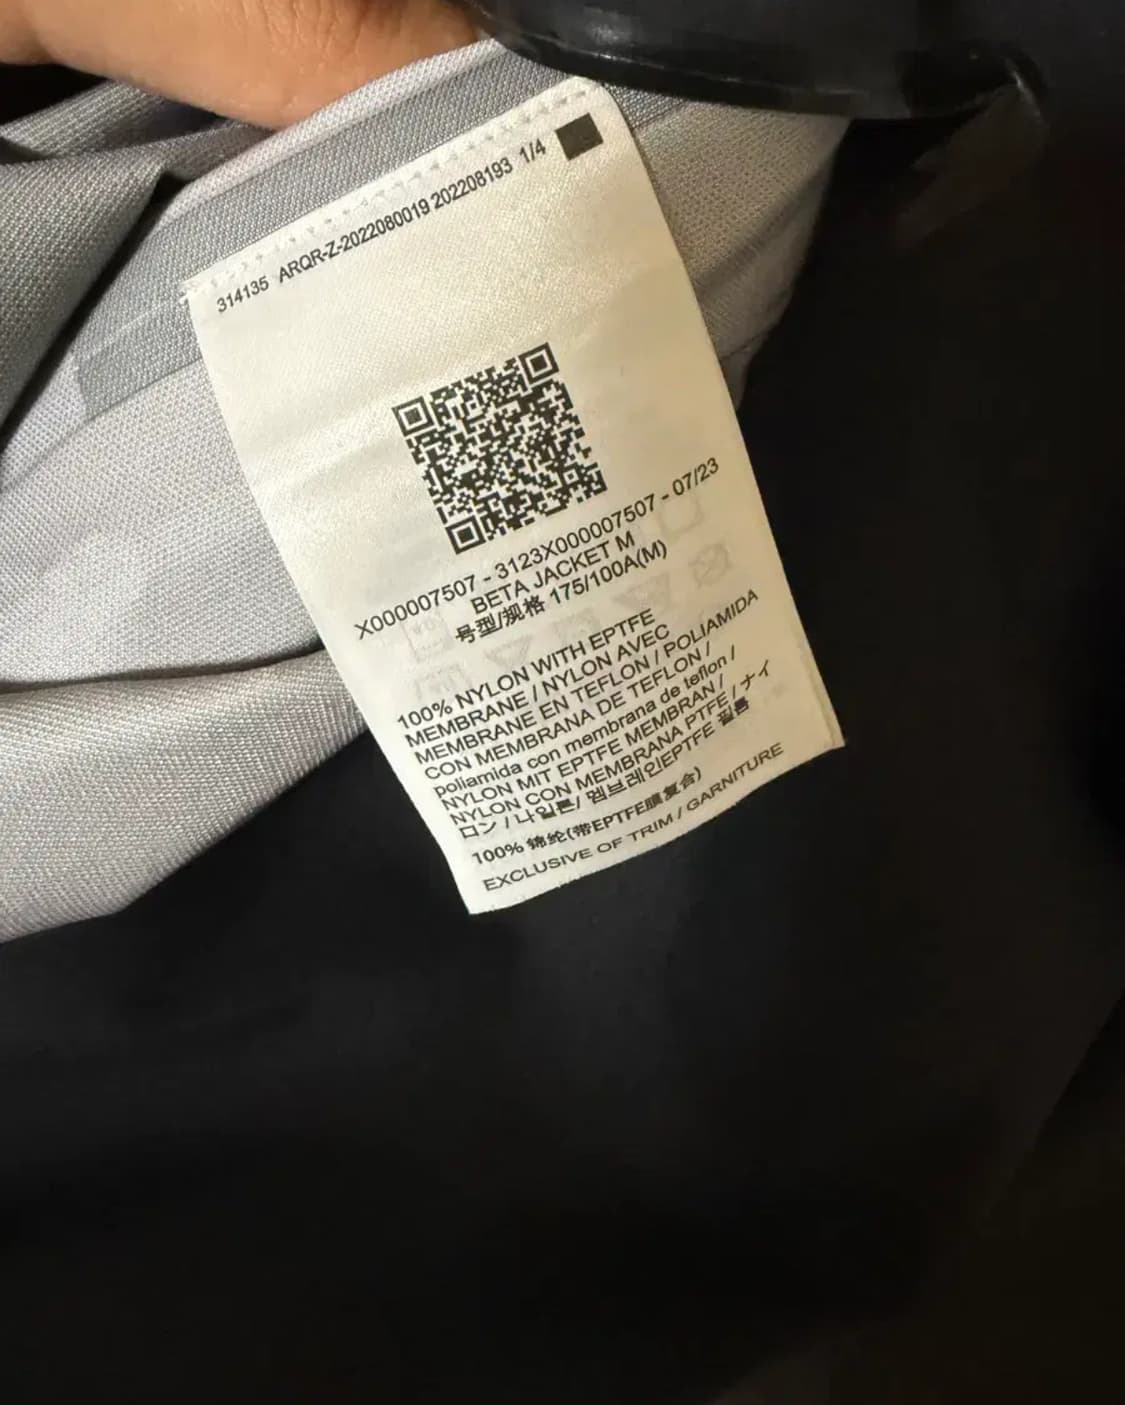 314135 ARQR-Z-2022080019 202208193 1/4
X000007507 - 3123X000007507 - 07/23
BETA JACKET M
号型/规格 175/100A(M)
100% NYLON WITH EPTFE
MEMBRANE / NYLON AVEC
MEMBRANE EN TEFLON / POLIAMIDA
CON MEMBRANA DE TEFLON /
poliamida con membrana de teflon /
NYLON MIT EPTFE MEMBRAN /
NYLON CON MEMBRANA PTFE / ナイ
ロン / 나일론/ 멤브레인EPTFE 필름
100% 锦纶(带EPTFE膜复合)
EXCLUSIVE OF TRIM / GARNITURE